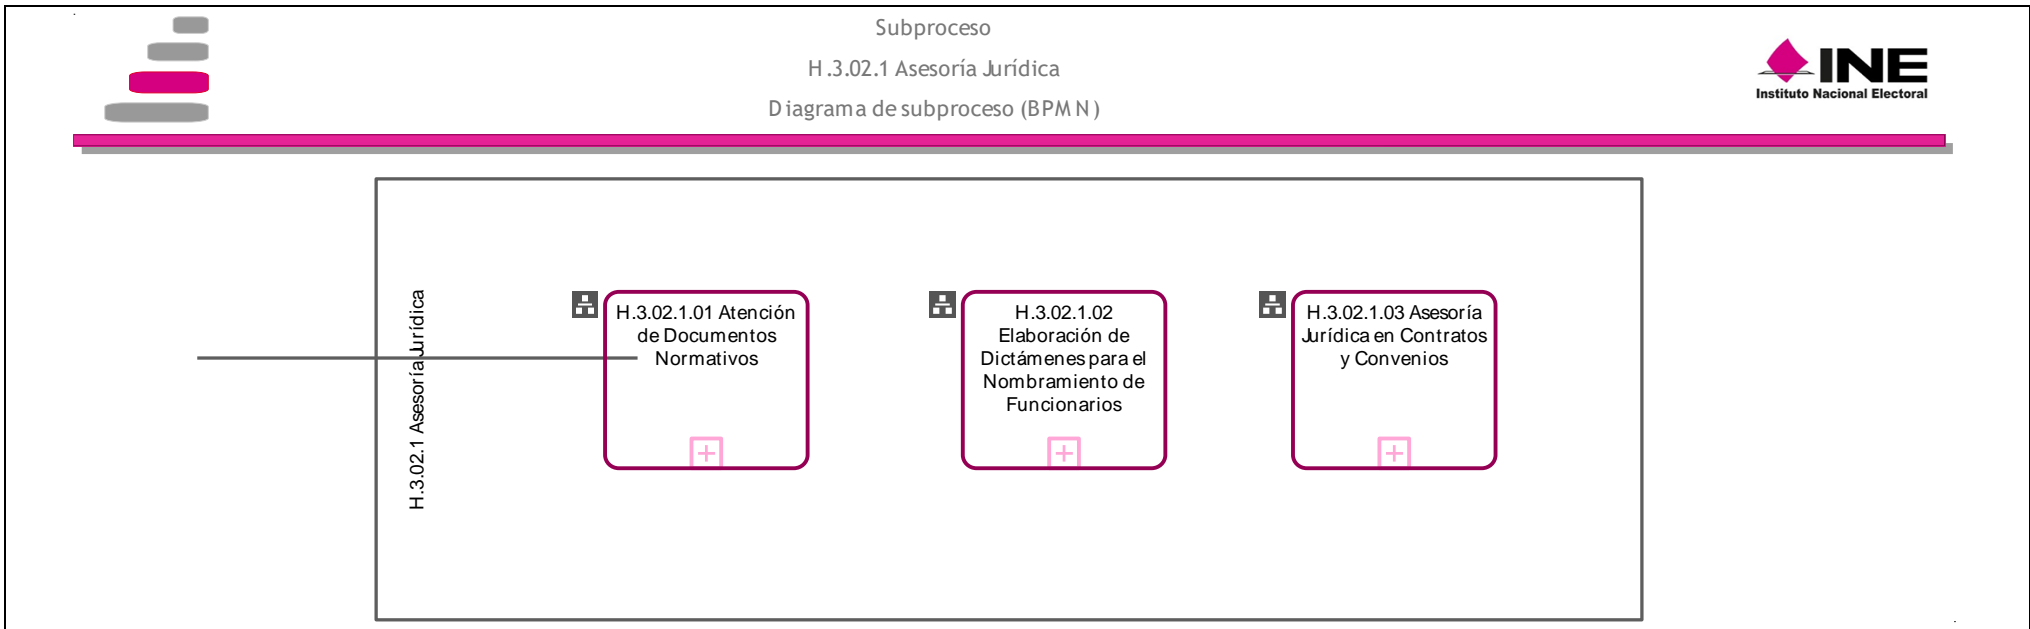 Subproceso
H.3.02.1 Asesoría Jurídica
Diagrama de subproceso (BPMN)
INE
Instituto Nacional Electoral
H.3.02.1 Asesoría Jurídica
H.3.02.1.01 Atención
de Documentos
Normativos
H.3.02.1.02
Elaboración de
Dictámenes para el
Nombramiento de
Funcionarios
H.3.02.1.03 Asesoría
Jurídica en Contratos
y Convenios